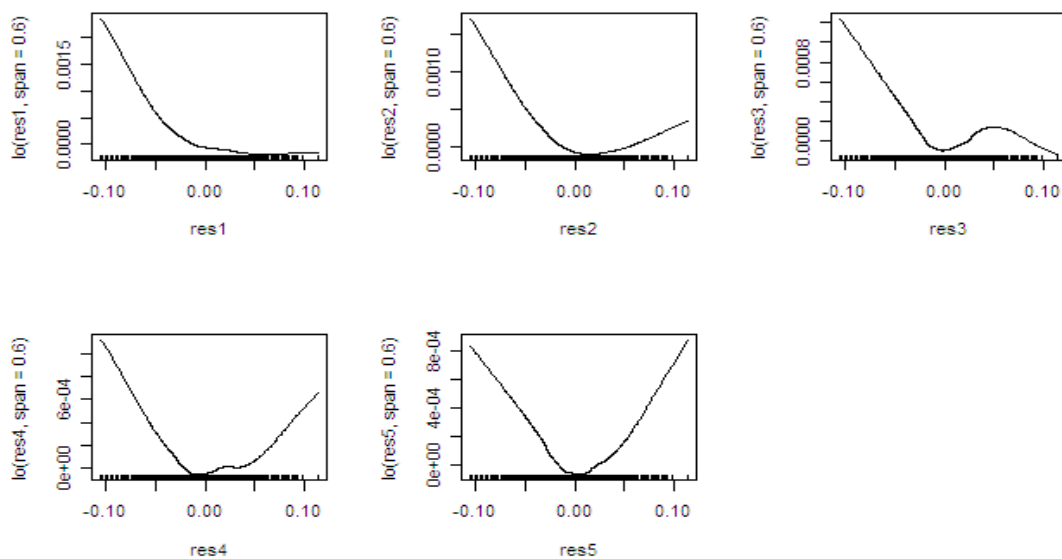 lo(res1, span = 0.6)
0.0015
0.0000
-0.10
0.00
0.10
res1
lo(res2, span = 0.6)
0.0010
0.0000
-0.10
0.00
0.10
res2
lo(res3, span = 0.6)
0.0008
0.0000
-0.10
0.00
0.10
res3
lo(res4, span = 0.6)
6e-04
0e+00
-0.10
0.00
0.10
res4
lo(res5, span = 0.6)
8e-04
4e-04
0e+00
-0.10
0.00
0.10
res5